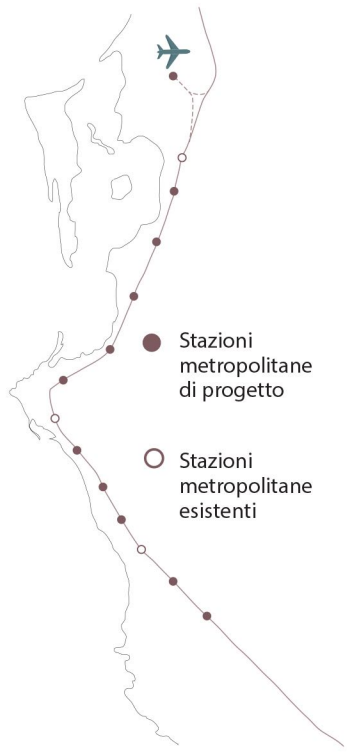 Stazioni
metropolitane
di progetto
Stazioni
metropolitane
esistenti